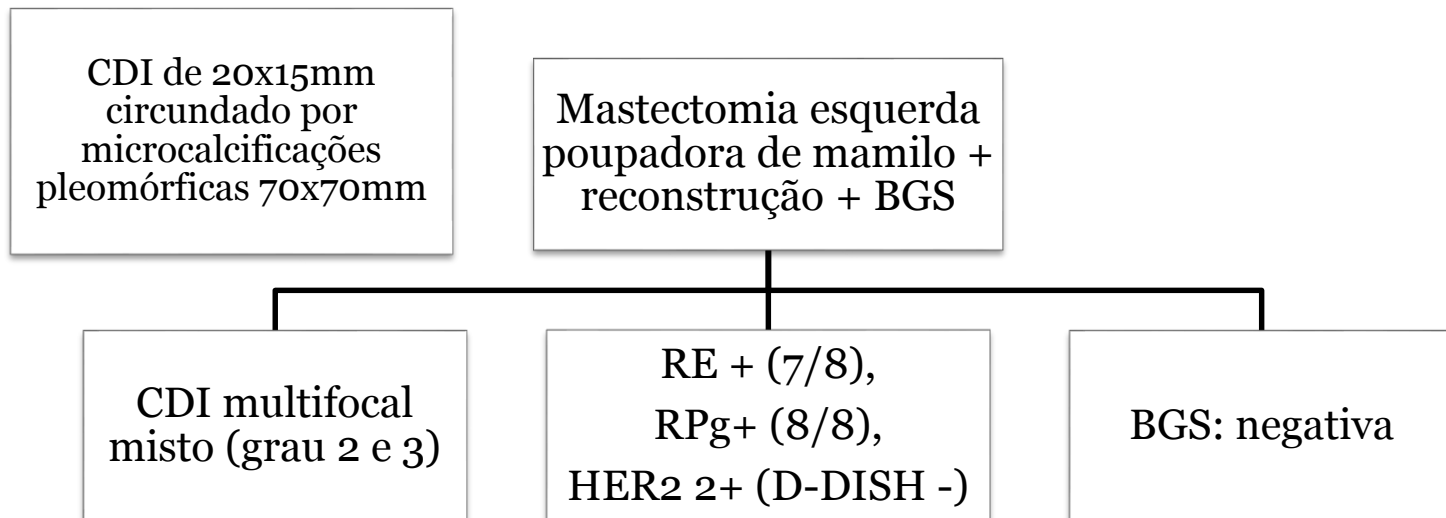 CDI de 20x15mm
circundado por
microcalcificações
pleomórficas 70x70mm
Mastectomia esquerda
poupadora de mamilo +
reconstrução + BGS
CDI multifocal
misto (grau 2 e 3)
RE + (7/8),
RPg+ (8/8),
HER2 2+ (D-DISH -)
BGS: negativa